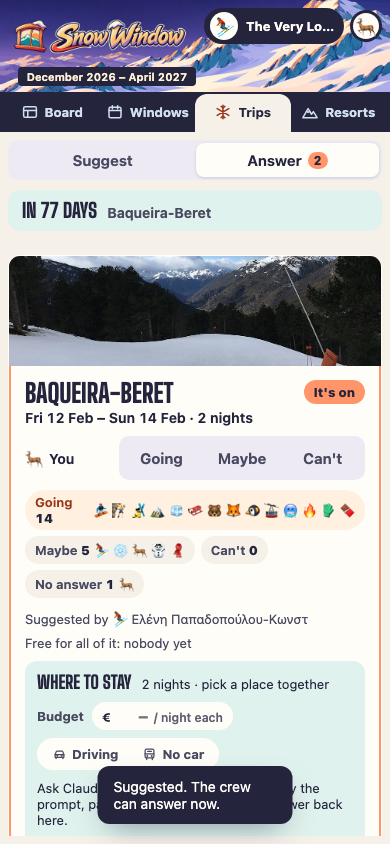 SnowWindow
The Very Lo...
December 2026 – April 2027
Board
Windows
Trips
Resorts
Suggest
Answer 2
IN 77 DAYS Baqueira-Beret
BAQUEIRA-BERET
It's on
Fri 12 Feb – Sun 14 Feb · 2 nights
You
Going
Maybe
Can't
Going
14
Maybe 5
Can't 0
No answer 1
Suggested by Ελένη Παπαδοπούλου-Κωνστ
Free for all of it: nobody yet
WHERE TO STAY 2 nights · pick a place together
Budget € – / night each
Driving
No car
Ask Claud
y the
prompt, pa
wer back
here.
Suggested. The crew
can answer now.